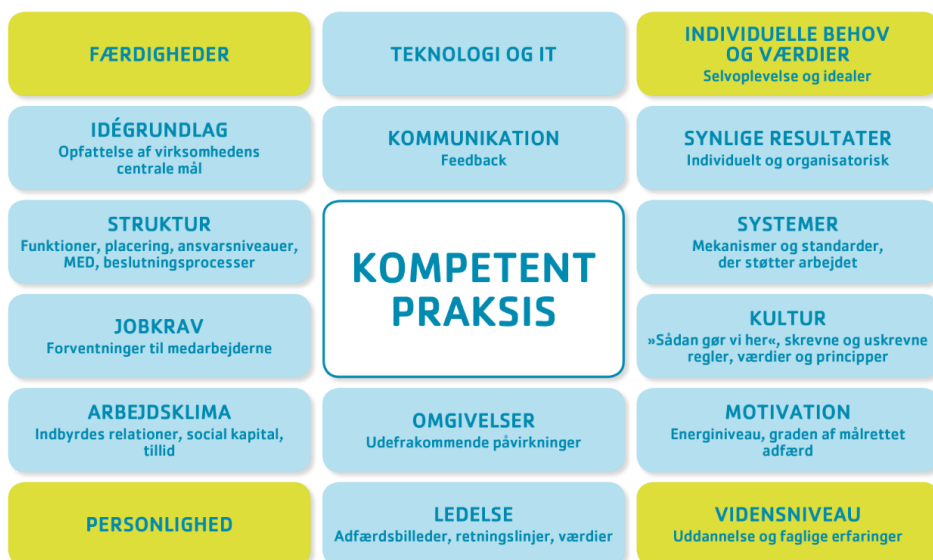 FÆRDIGHEDER
TEKNOLOGI OG IT
INDIVIDUELLE BEHOV
OG VÆRDIER
Selvoplevelse og idealer
IDÉGRUNDLAG
Opfattelse af virksomhedens
centrale mål
KOMMUNIKATION
Feedback
SYNLIGE RESULTATER
Individuelt og organisatorisk
STRUKTUR
Funktioner, placering, ansvarsniveauer,
MED, beslutningsprocesser
KOMPETENT
PRAKSIS
SYSTEMER
Mekanismer og standarder,
der støtter arbejdet
JOBKRAV
Forventninger til medarbejderne
KULTUR
»Sådan gør vi her«, skrevne og uskrevne
regler, værdier og principper
ARBEJDSKLIMA
Indbyrdes relationer, social kapital,
tillid
OMGIVELSER
Udefrakommende påvirkninger
MOTIVATION
Energiniveau, graden af målrettet
adfærd
PERSONLIGHED
LEDELSE
Adfærdsbilleder, retningslinjer, værdier
VIDENSNIVEAU
Uddannelse og faglige erfaringer